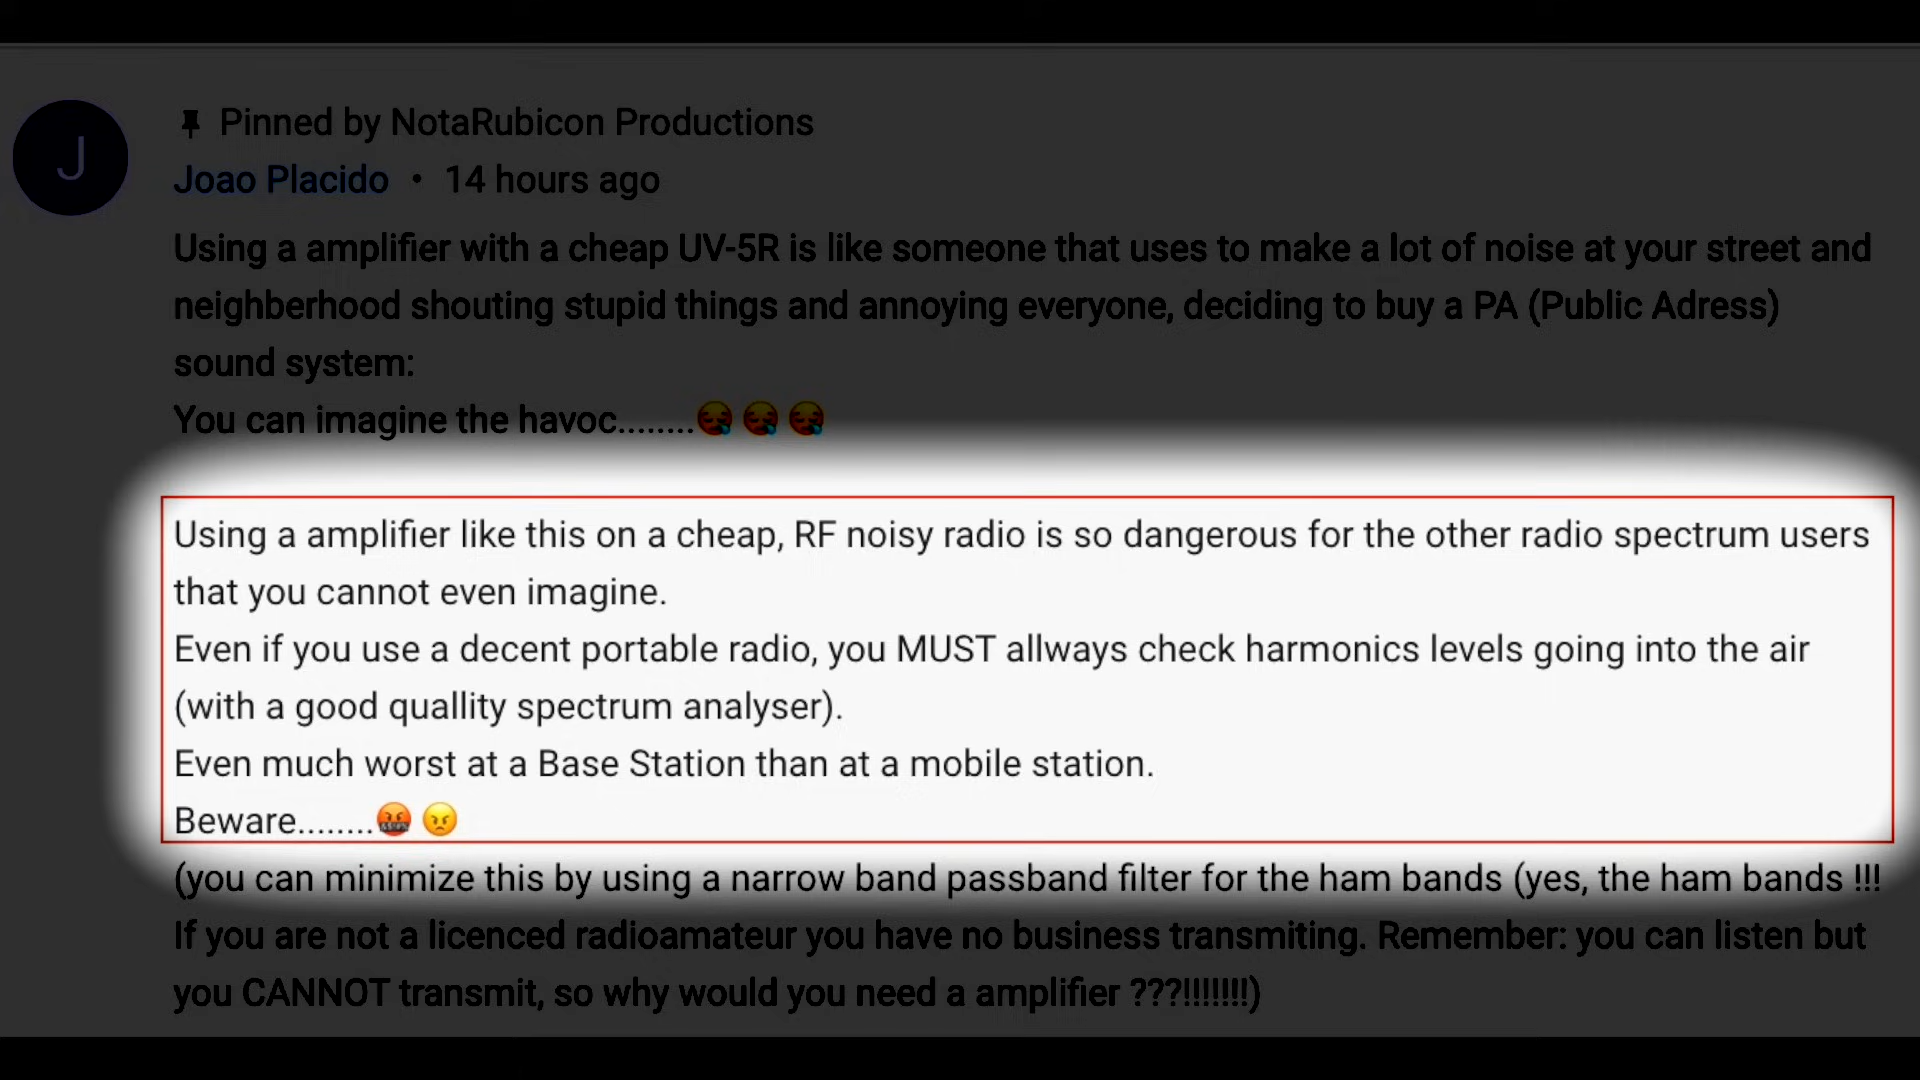 J
Pinned by NotaRubicon Productions
Joao Placido • 14 hours ago
Using a amplifier with a cheap UV-5R is like someone that uses to make a lot of noise at your street and
neighberhood shouting stupid things and annoying everyone, deciding to buy a PA (Public Adress)
sound system:
You can imagine the havoc........😪😪😪
Using a amplifier like this on a cheap, RF noisy radio is so dangerous for the other radio spectrum users
that you cannot even imagine.
Even if you use a decent portable radio, you MUST allways check harmonics levels going into the air
(with a good quallity spectrum analyser).
Even much worst at a Base Station than at a mobile station.
Beware........🤬😠
(you can minimize this by using a narrow band passband filter for the ham bands (yes, the ham bands !!!
If you are not a licenced radioamateur you have no business transmiting. Remember: you can listen but
you CANNOT transmit, so why would you need a amplifier ???!!!!!!!)